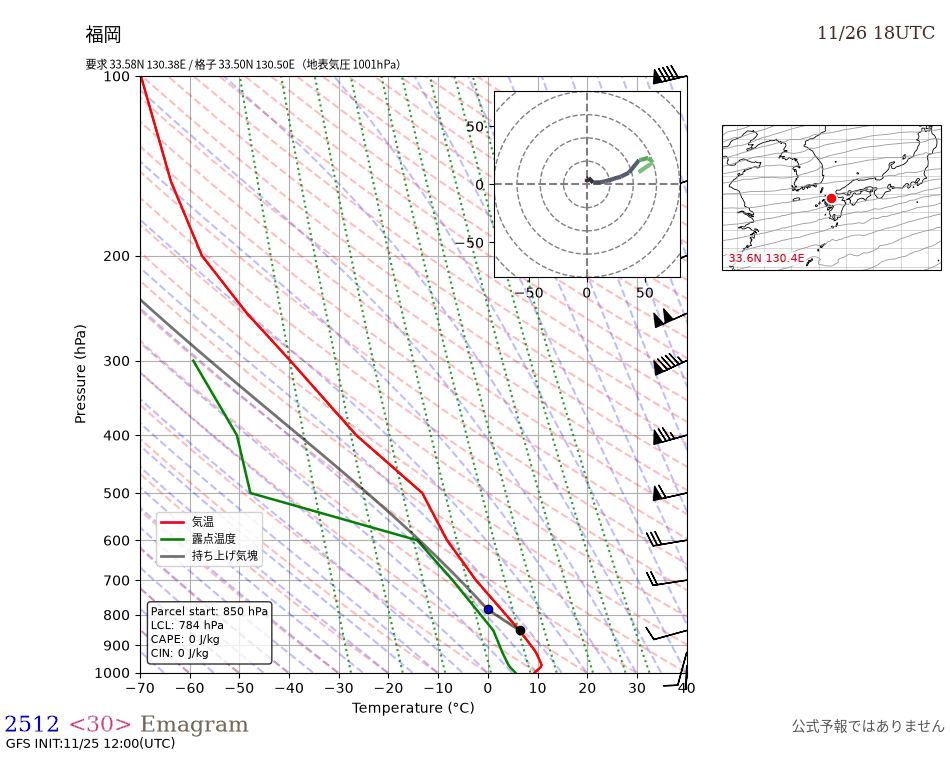 福岡
11/26 18UTC
要求 33.58N 130.38E / 格子 33.50N 130.50E（地表気圧 1001hPa）
100
200
300
400
500
600
700
800
900
1000
Pressure (hPa)
50
0
−50
−50 0 50
33.6N 130.4E
気温
露点温度
持ち上げ気塊
Parcel start: 850 hPa
LCL: 784 hPa
CAPE: 0 J/kg
CIN: 0 J/kg
−70 −60 −50 −40 −30 −20 −10 0 10 20 30 40
Temperature (°C)
2512 <30> Emagram
公式予報ではありません
GFS INIT:11/25 12:00(UTC)